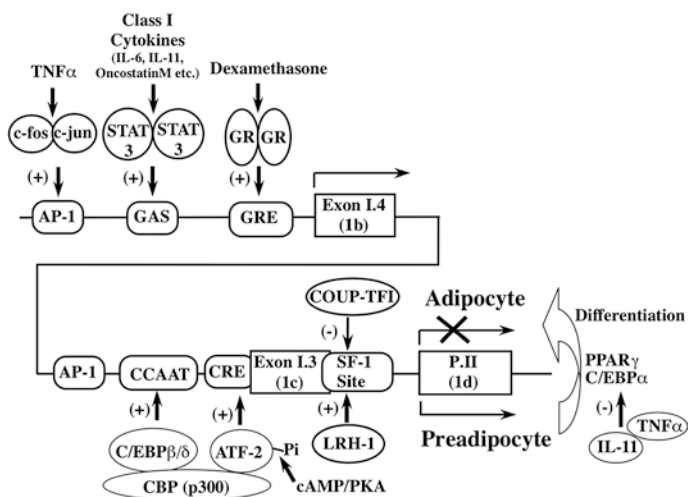 Class I
Cytokines
(IL-6, IL-11,
OncostatinM etc.)
TNFα
Dexamethasone
c-fos c-jun
STAT
3
STAT
3
GR GR
(+)
(+)
(+)
AP-1
GAS
GRE
Exon I.4
(1b)
COUP-TFI
Adipocyte
Differentiation
(-)
AP-1
CCAAT
CRE
Exon I.3
(1c)
SF-1
Site
P.II
(1d)
PPARγ
C/EBPα
(+)
(+)
(+)
(-)
C/EBPβ/δ
ATF-2
Pi
LRH-1
Preadipocyte
TNFα
IL-11
CBP (p300)
cAMP/PKA